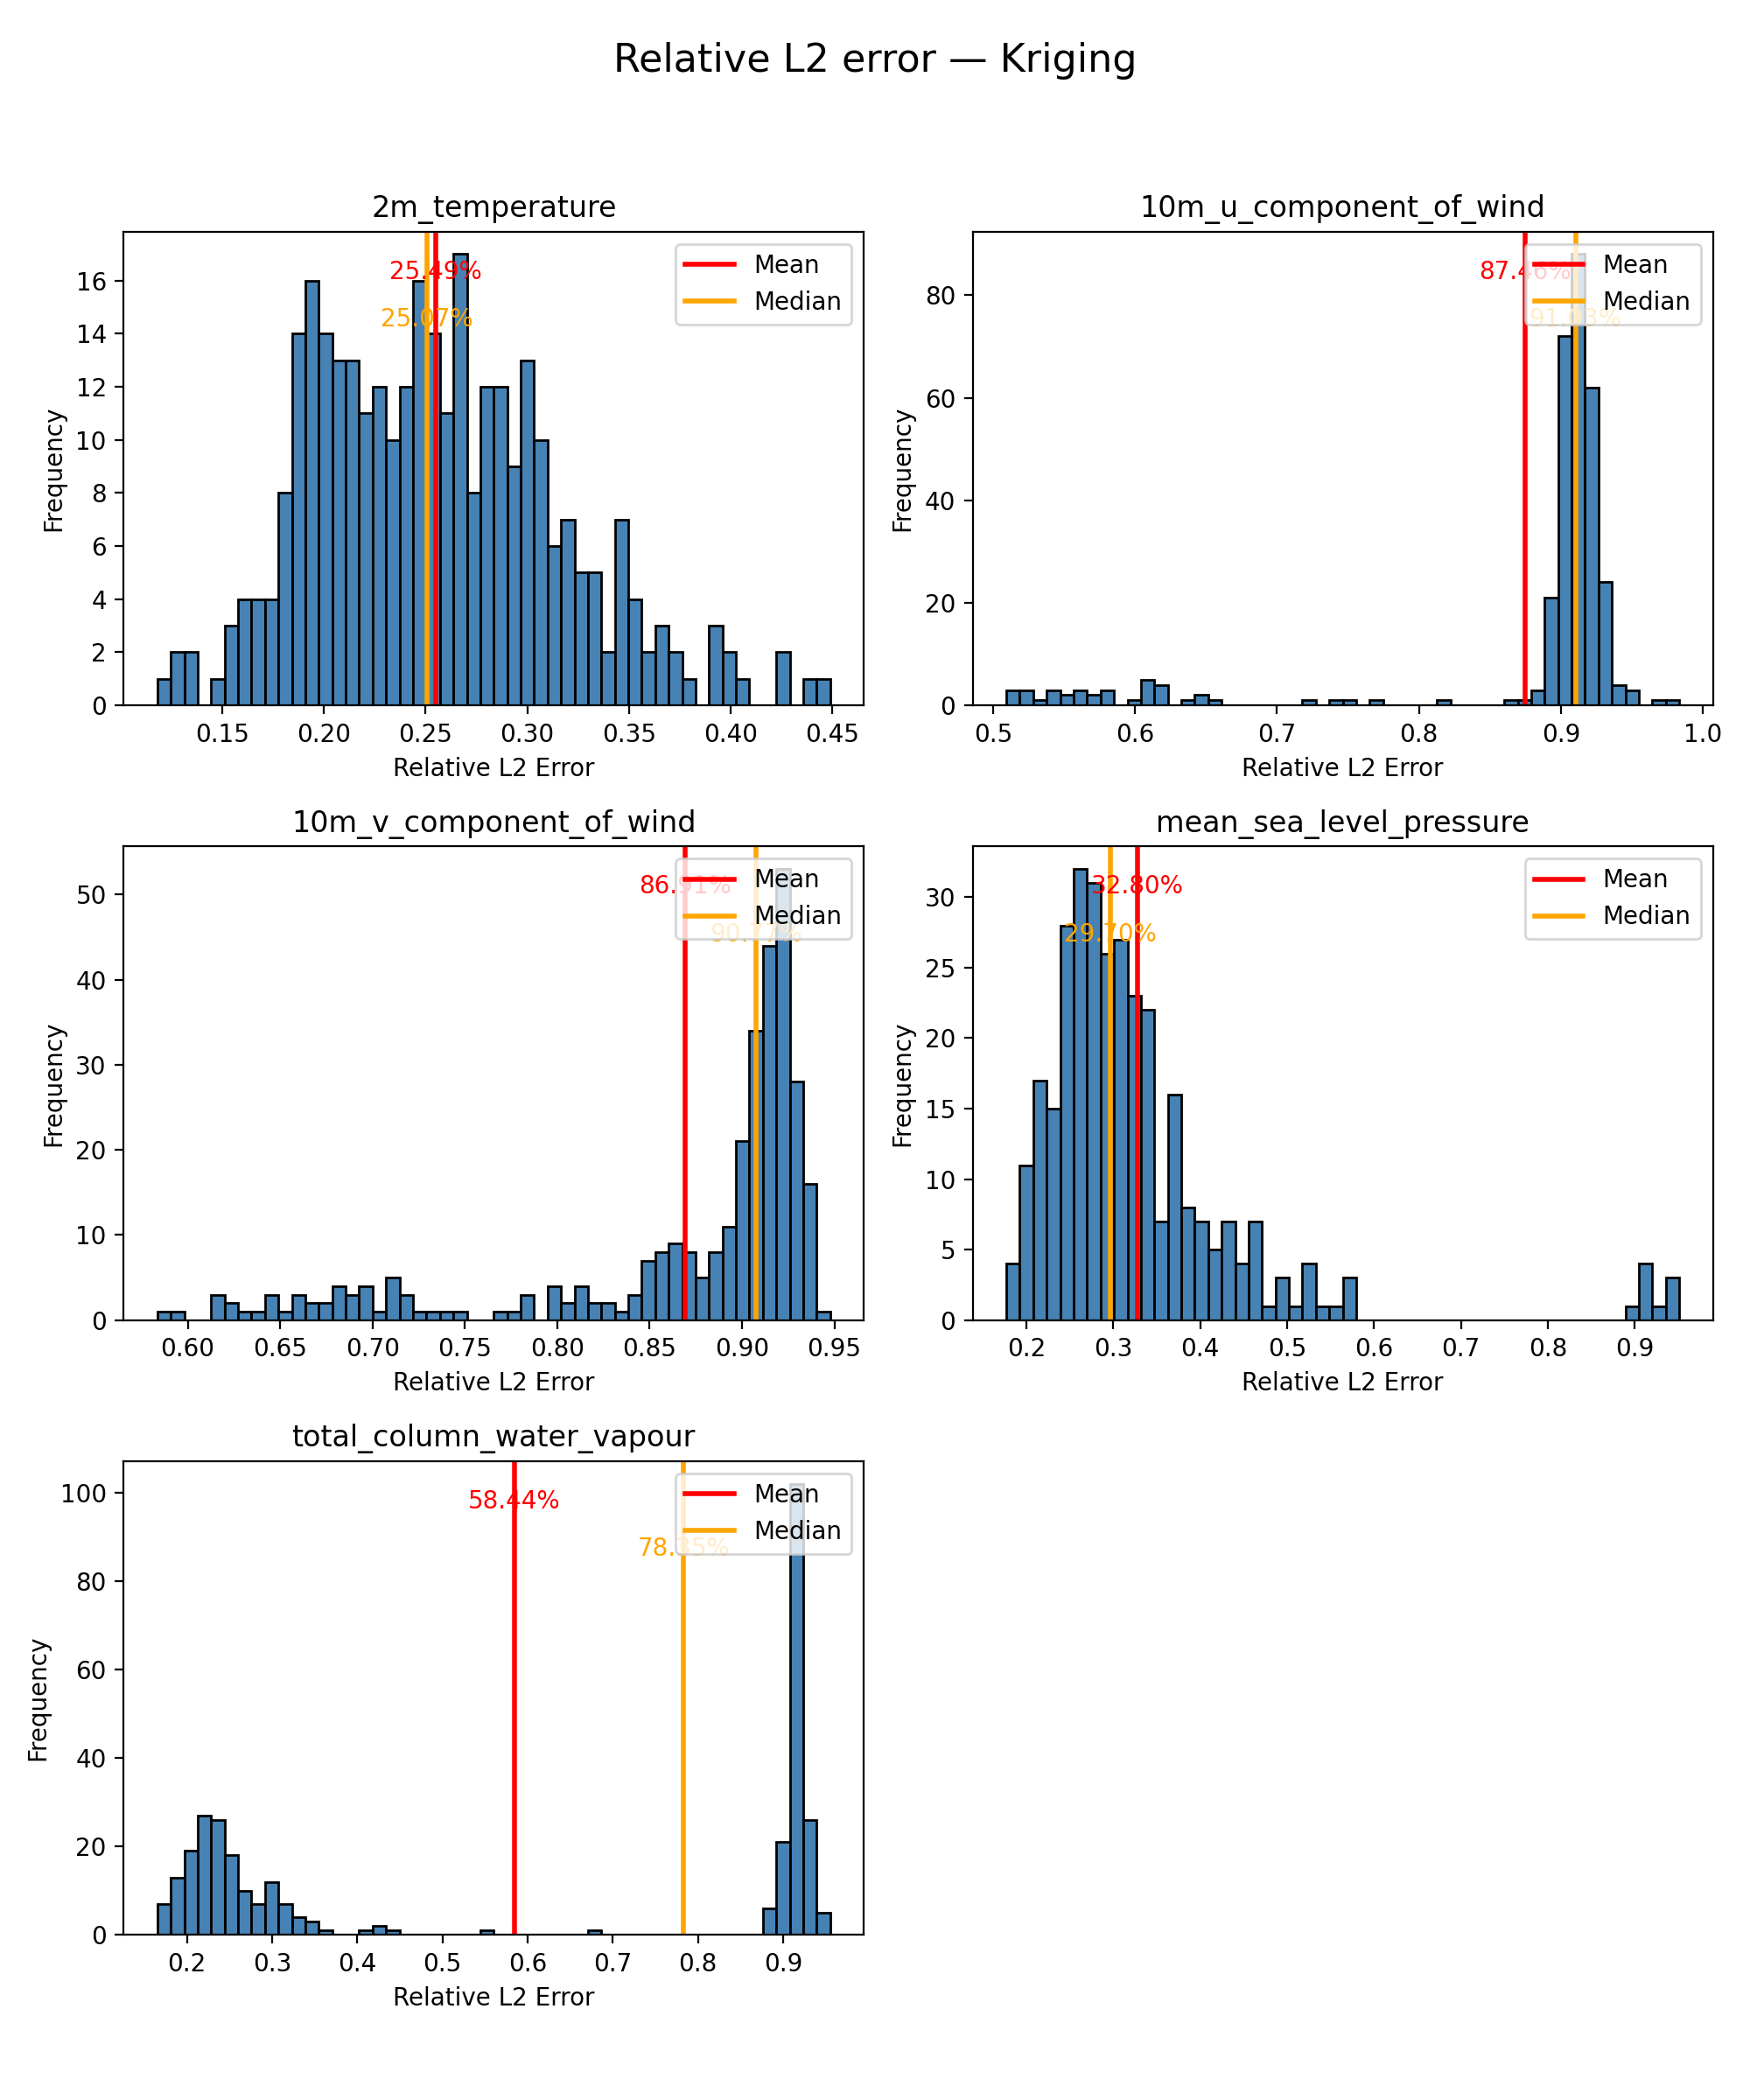 Relative L2 error — Kriging
2m_temperature
25.49%
25.07%
Mean
Median
Frequency
0
2
4
6
8
10
12
14
16
0.15 0.20 0.25 0.30 0.35 0.40 0.45
Relative L2 Error
10m_u_component_of_wind
87.46%
Mean
Median
Frequency
0
20
40
60
80
0.5 0.6 0.7 0.8 0.9 1.0
Relative L2 Error
10m_v_component_of_wind
86.91%
90.77%
Mean
Median
Frequency
0
10
20
30
40
50
0.60 0.65 0.70 0.75 0.80 0.85 0.90 0.95
Relative L2 Error
mean_sea_level_pressure
32.80%
29.70%
Mean
Median
Frequency
0
5
10
15
20
25
30
0.2 0.3 0.4 0.5 0.6 0.7 0.8 0.9
Relative L2 Error
total_column_water_vapour
58.44%
78.35%
Mean
Median
Frequency
0
20
40
60
80
100
0.2 0.3 0.4 0.5 0.6 0.7 0.8 0.9
Relative L2 Error